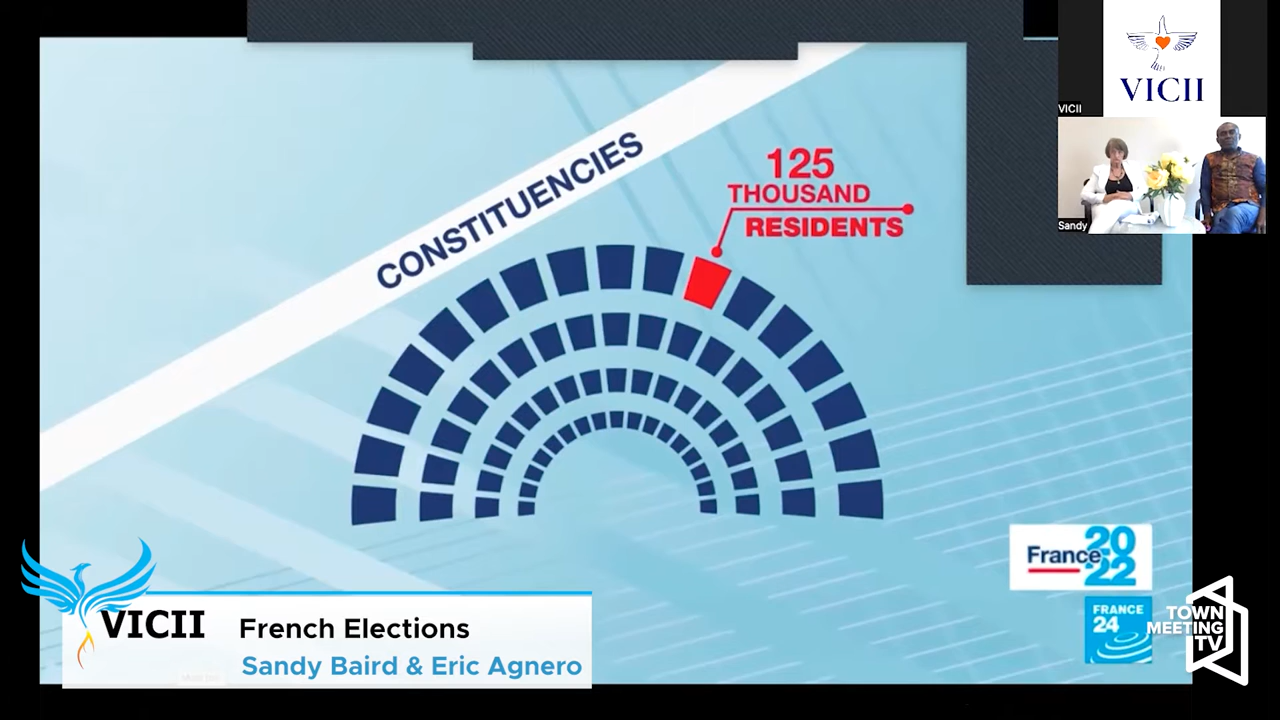 CONSTITUENCIES
125
THOUSAND
RESIDENTS
VICII
VICII
Sandy
France
20
22
FRANCE
24
TOWN
MEETING
TV
VICII
French Elections
Sandy Baird & Eric Agnero